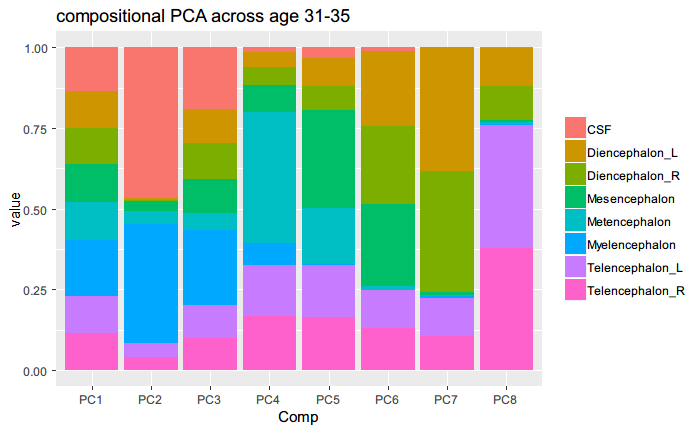 compositional PCA across age 31-35
value
1.00
0.75
0.50
0.25
0.00
PC1 PC2 PC3 PC4 PC5 PC6 PC7 PC8
Comp
CSF
Diencephalon_L
Diencephalon_R
Mesencephalon
Metencephalon
Myelencephalon
Telencephalon_L
Telencephalon_R